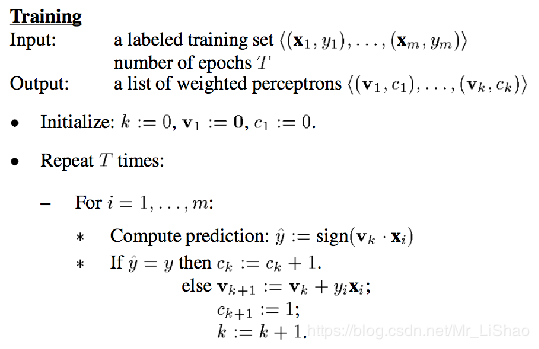 Training
Input: a labeled training set ⟨(x₁, y₁), . . . , (xₘ, yₘ)⟩
number of epochs T
Output: a list of weighted perceptrons ⟨(v₁, c₁), . . . , (vₖ, cₖ)⟩
• Initialize: k := 0, v₁ := 0, c₁ := 0.
• Repeat T times:
– For i = 1, . . . , m:
* Compute prediction: ŷ := sign(vₖ · xᵢ)
* If ŷ = y then cₖ := cₖ + 1.
else vₖ₊₁ := vₖ + yᵢxᵢ;
cₖ₊₁ := 1;
k := k + 1.
https://blog.csdn.net/Mr_LiShao